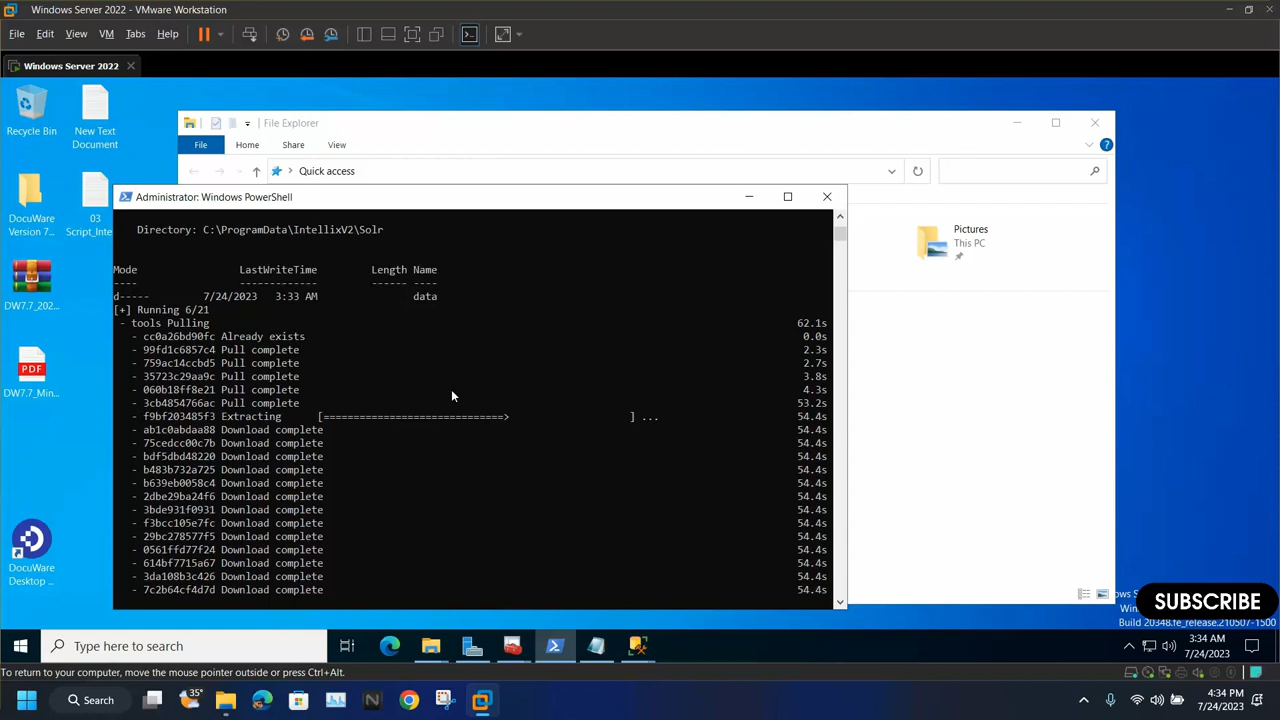 Windows Server 2022 - VMware Workstation
File Edit View VM Tabs Help
Windows Server 2022
Recycle Bin
New Text
Document
File Explorer
File Home Share View
Quick access
DocuWare
Version 7...
03
Script_Inte...
Administrator: Windows PowerShell
Pictures
This PC
Directory: C:\ProgramData\IntellixV2\Solr
Mode LastWriteTime Length Name
---- ------------- ------ ----
d----- 7/24/2023 3:33 AM data
[+] Running 6/21
- tools Pulling 62.1s
- cc0a26bd90fc Already exists 0.0s
- 99fd1c6857c4 Pull complete 2.3s
- 759ac14ccbd5 Pull complete 2.7s
- 35723c29aa9c Pull complete 3.8s
- 060b18ff8e21 Pull complete 4.3s
- 3cb4854766ac Pull complete 53.2s
- f9bf203485f3 Extracting [==============================> ] ... 54.4s
- ab1c0abdaa88 Download complete 54.4s
- 75cedcc00c7b Download complete 54.4s
- bdf5dbd48220 Download complete 54.4s
- b483b732a725 Download complete 54.4s
- b639eb0058c4 Download complete 54.4s
- 2dbe29ba24f6 Download complete 54.4s
- 3bde931f0931 Download complete 54.4s
- f3bcc105e7fc Download complete 54.4s
- 29bc278577f5 Download complete 54.4s
- 0561ffd77f24 Download complete 54.4s
- 614bf7715a67 Download complete 54.4s
- 3da108b3c426 Download complete 54.4s
- 7c2b64cf4d7d Download complete 54.4s
DW7.7_202...
PDF
DW7.7_Min...
DocuWare
Desktop ...
SUBSCRIBE
Build 20348.fe_release.210507-1500
Type here to search
3:34 AM
7/24/2023
To return to your computer, move the mouse pointer outside or press Ctrl+Alt.
35°
Search
4:34 PM
7/24/2023